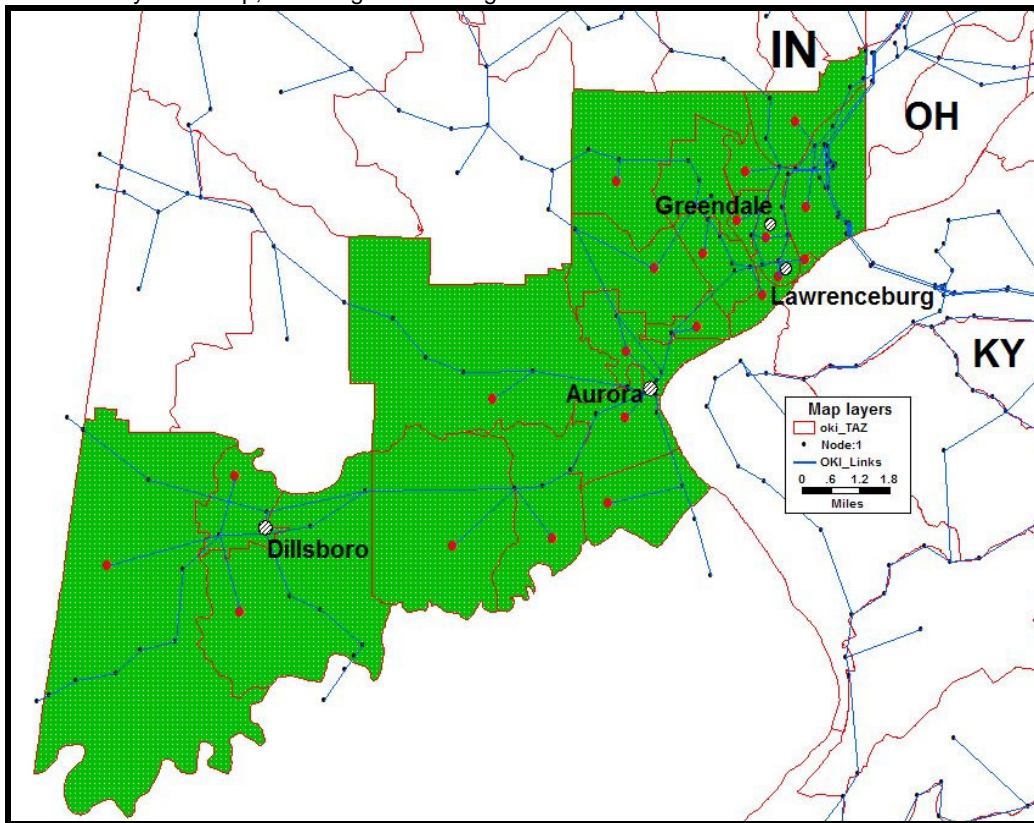 IN
OH
Greendale
Lawrenceburg
KY
Aurora
Map layers
oki_TAZ
Node:1
OKI_Links
0 .6 1.2 1.8
Miles
Dillsboro